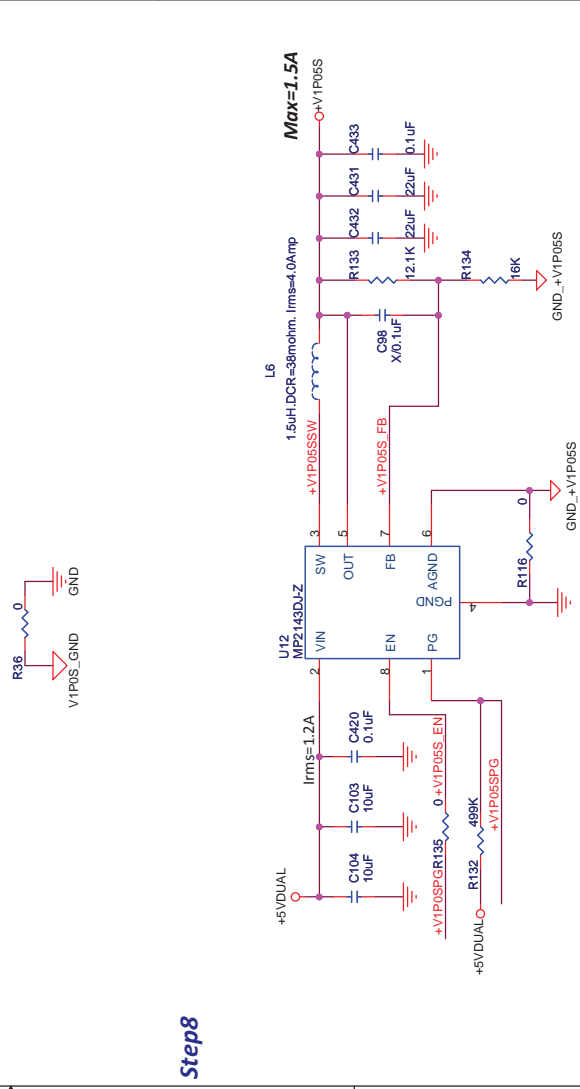 Step8
+5VDUAL
C104
10uF
C103
10uF
C420
0.1uF
Irms=1.2A
+V1P0SPG
R135
0
+V1P05S_EN
+5VDUAL
R132
499K
+V1P05SPG
U12
MP2143DJ-Z
2
VIN
8
EN
1
PG
SW
3
OUT
5
FB
7
AGND
6
PGND
4
R116
0
GND_+V1P05S
+V1P05SSW
L6
1.5uH.DCR=38mohm. Irms=4.0Amp
+V1P05S_FB
C98
X/0.1uF
R133
12.1K
R134
16K
GND_+V1P05S
C432
22uF
C431
22uF
C433
0.1uF
Max=1.5A
+V1P05S
R36
0
V1P0S_GND
GND